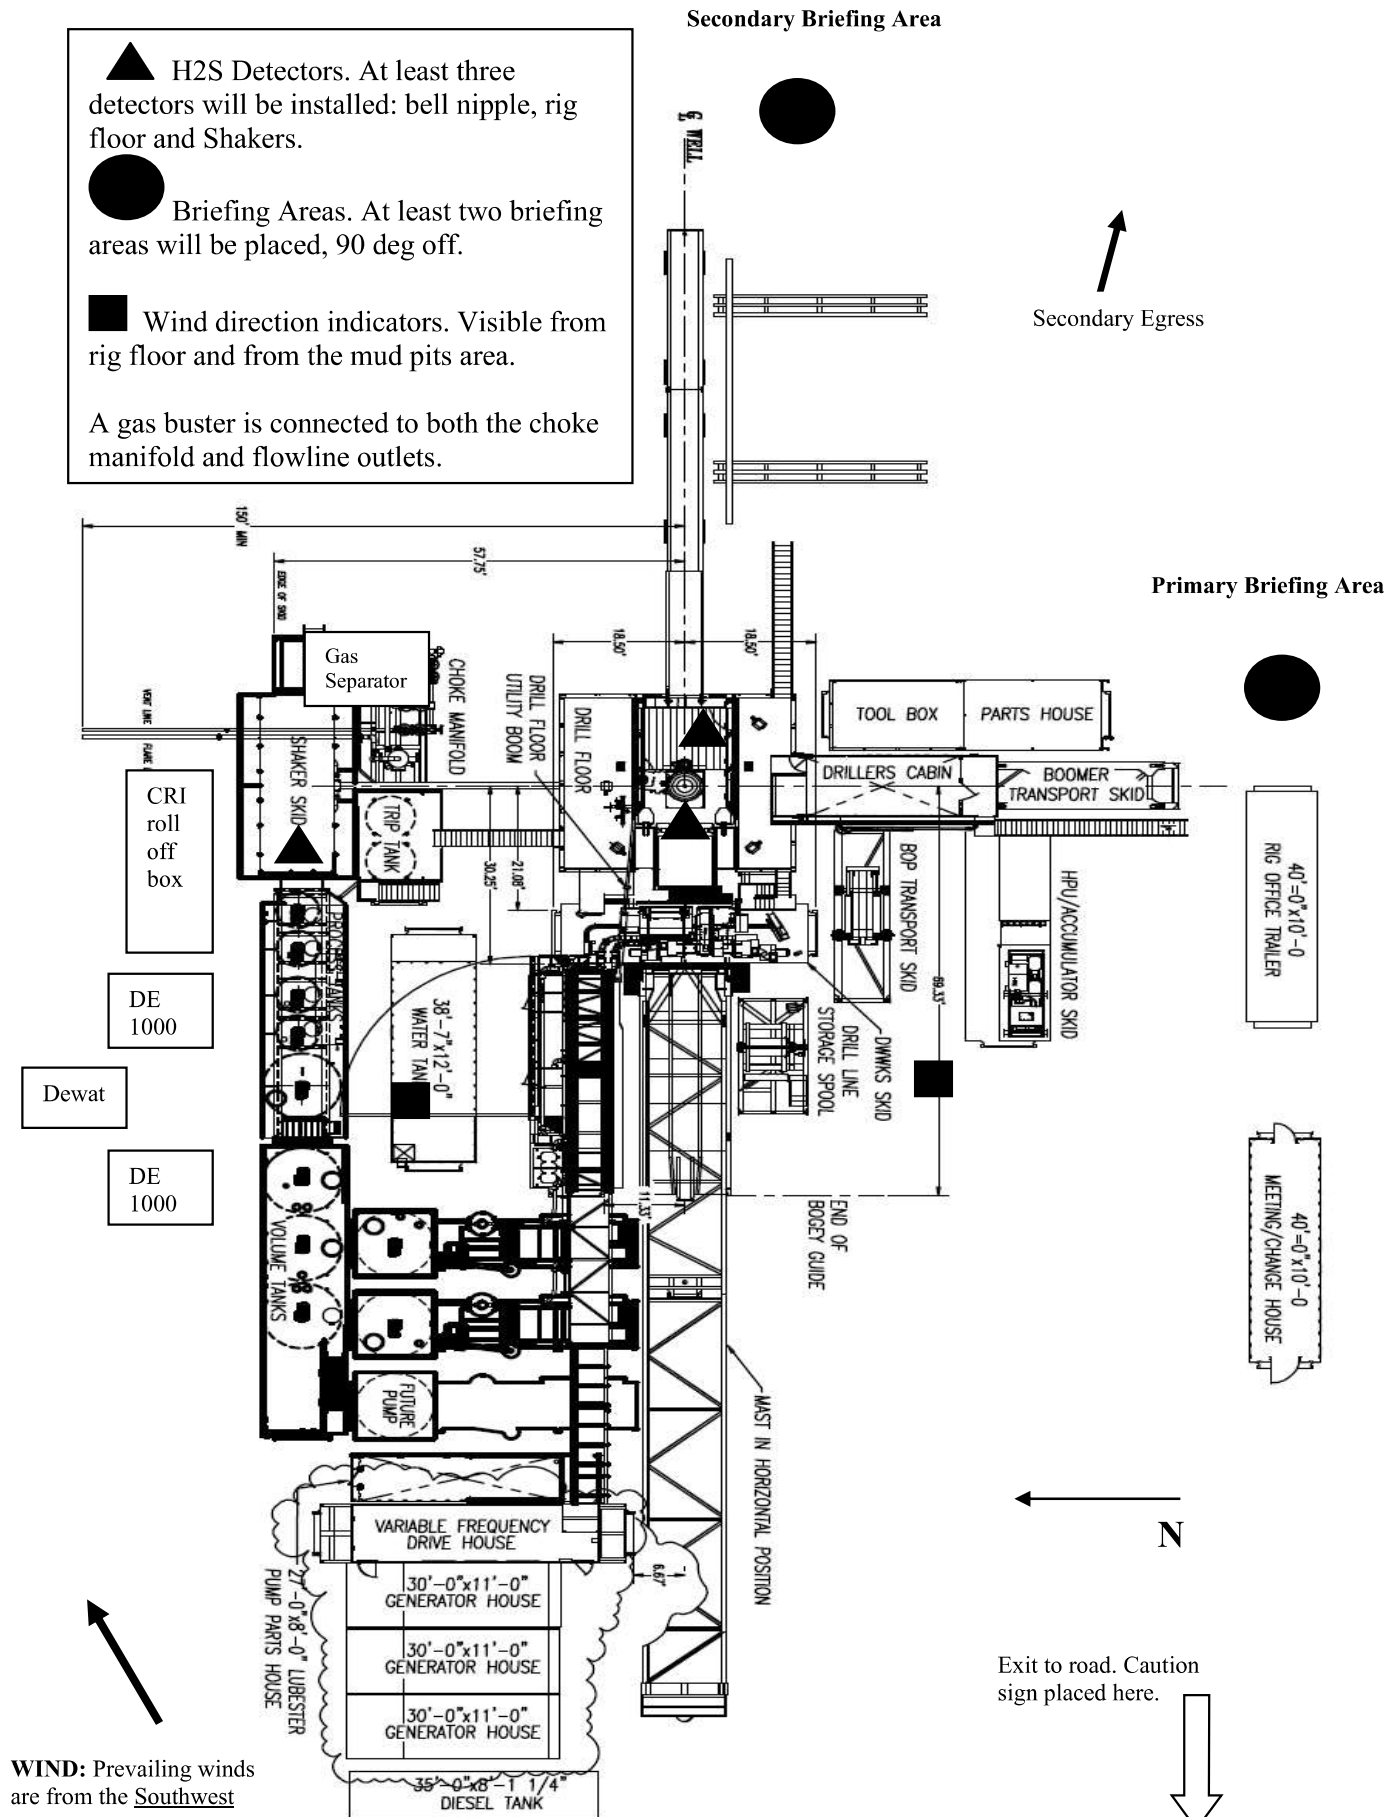 Secondary Briefing Area
H2S Detectors. At least three
detectors will be installed: bell nipple, rig
floor and Shakers.
Briefing Areas. At least two briefing
areas will be placed, 90 deg off.
Wind direction indicators. Visible from
rig floor and from the mud pits area.
A gas buster is connected to both the choke
manifold and flowline outlets.
WELL
Secondary Egress
150' MIN
57.75'
EDGE OF SKID
Primary Briefing Area
18.50'
18.50'
Gas
Separator
CHOKE MANIFOLD
DRILL FLOOR
UTILITY BOOM
DRILL FLOOR
TOOL BOX
PARTS HOUSE
VENT LINE
FLARE
SHAKER SKID
DRILLERS CABIN
BOOMER
TRANSPORT SKID
CRI
roll
off
box
TRIP TANK
30.25'
21.08'
BOP TRANSPORT SKID
HPU/ACCUMULATOR SKID
40'=0"x10'-0
RIG OFFICE TRAILER
PROCESS TANKS
DE
1000
38'-7"x12'-0"
WATER TANK
69.33'
DRILL LINE
STORAGE SPOOL
DWWKS SKID
Dewat
DE
1000
VOLUME TANKS
11.33'
END OF
BOGEY GUIDE
40'=0"x10'-0
MEETING/CHANGE HOUSE
FUTURE
PUMP
MAST IN HORIZONTAL POSITION
N
VARIABLE FREQUENCY
DRIVE HOUSE
6.67'
27'-0"x8'-0" LUBESTER
PUMP PARTS HOUSE
30'-0"x11'-0"
GENERATOR HOUSE
30'-0"x11'-0"
GENERATOR HOUSE
30'-0"x11'-0"
GENERATOR HOUSE
Exit to road. Caution
sign placed here.
WIND: Prevailing winds
are from the Southwest
35'-0"x8'-1 1/4"
DIESEL TANK